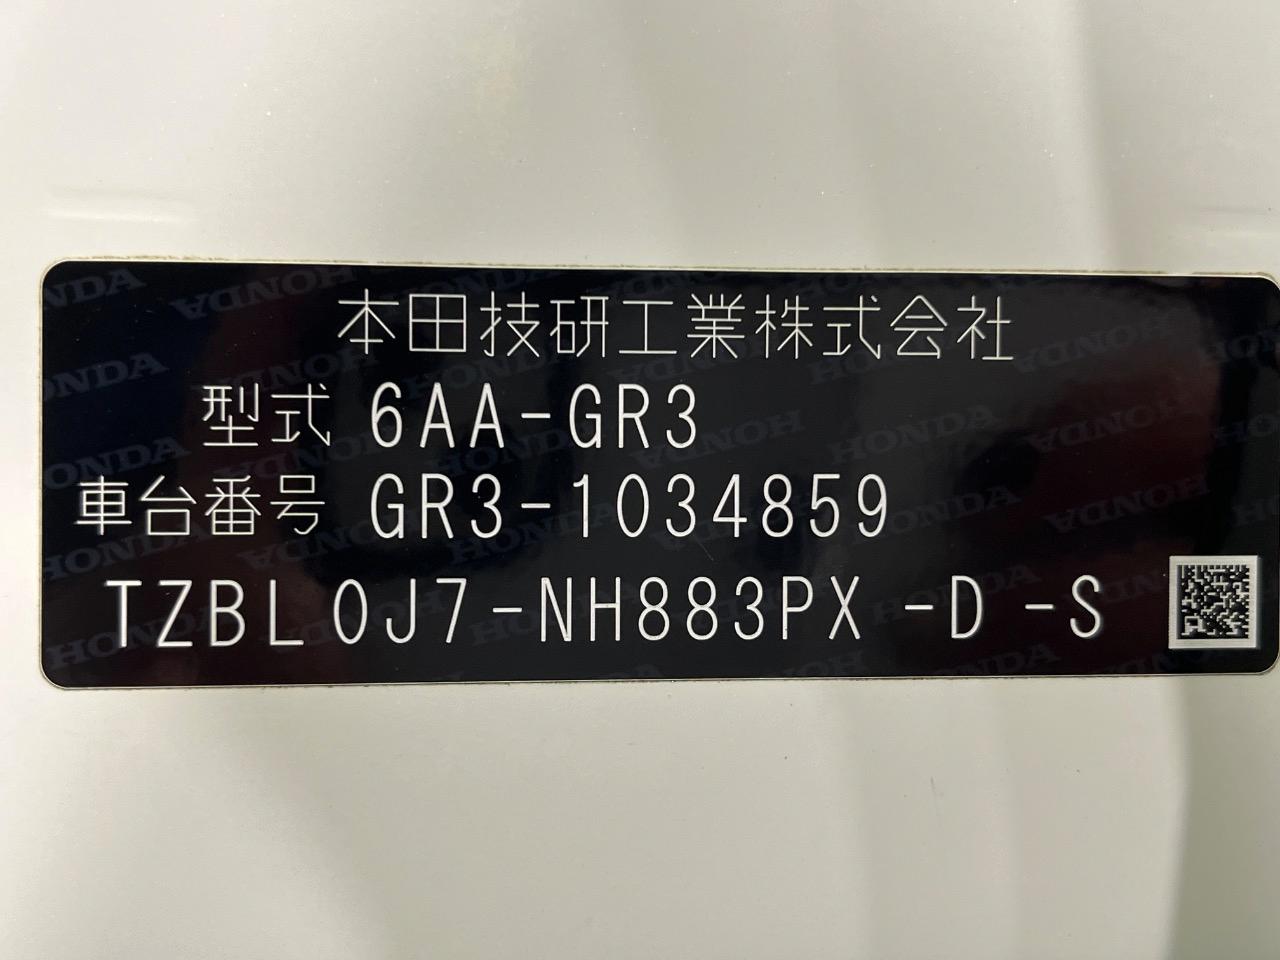 本田技研工業株式会社
型式 6AA-GR3
車台番号 GR3-1034859
TZBL0J7-NH883PX -D -S